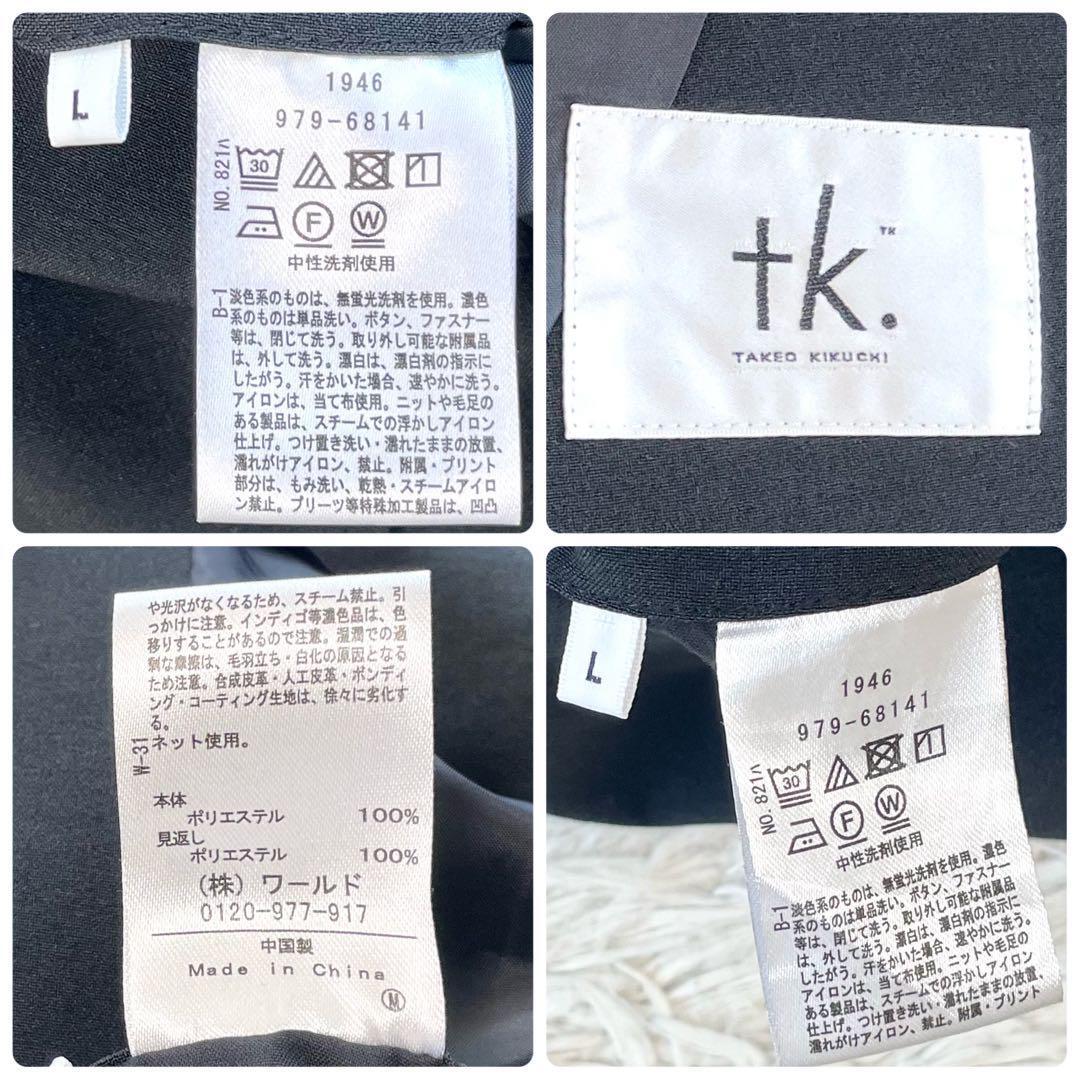 L
1946
979-68141
NO.821ハ
30
F
W
中性洗剤使用
B-1
淡色系のものは、無蛍光洗剤を使用。濃色
系のものは単品洗い。ボタン、ファスナー
等は、閉じて洗う。取り外し可能な附属品
は、外して洗う。漂白は、漂白剤の指示に
したがう。汗をかいた場合、速やかに洗う。
アイロンは、当て布使用。ニットや毛足の
ある製品は、スチームでの浮かしアイロン
仕上げ。つけ置き洗い・濡れたままの放置、
濡れがけアイロン、禁止。附属・プリント
部分は、もみ洗い、乾熱・スチームアイロ
ン禁止。プリーツ等特殊加工製品は、凹凸
tk.
TK
TAKEO KIKUCHI
や光沢がなくなるため、スチーム禁止。引
っかけに注意。インディゴ等濃色品は、色
移りすることがあるので注意。湿潤での過
剰な摩擦は、毛羽立ち・白化の原因となる
ため注意。合成皮革・人工皮革・ボンディ
ング・コーティング生地は、徐々に劣化す
る。
W-31
ネット使用。
本体
ポリエステル 100%
見返し
ポリエステル 100%
(株) ワールド
0120-977-917
中国製
Made in China
M
L
1946
979-68141
NO.821ハ
30
F
W
中性洗剤使用
B-1
淡色系のものは、無蛍光洗剤を使用。濃色
系のものは単品洗い。ボタン、ファスナー
等は、閉じて洗う。取り外し可能な附属品
は、外して洗う。漂白は、漂白剤の指示に
したがう。汗をかいた場合、速やかに洗う。
アイロンは、当て布使用。ニットや毛足の
ある製品は、スチームでの浮かしアイロン
仕上げ。つけ置き洗い・濡れたままの放置、
濡れがけアイロン、禁止。附属・プリント